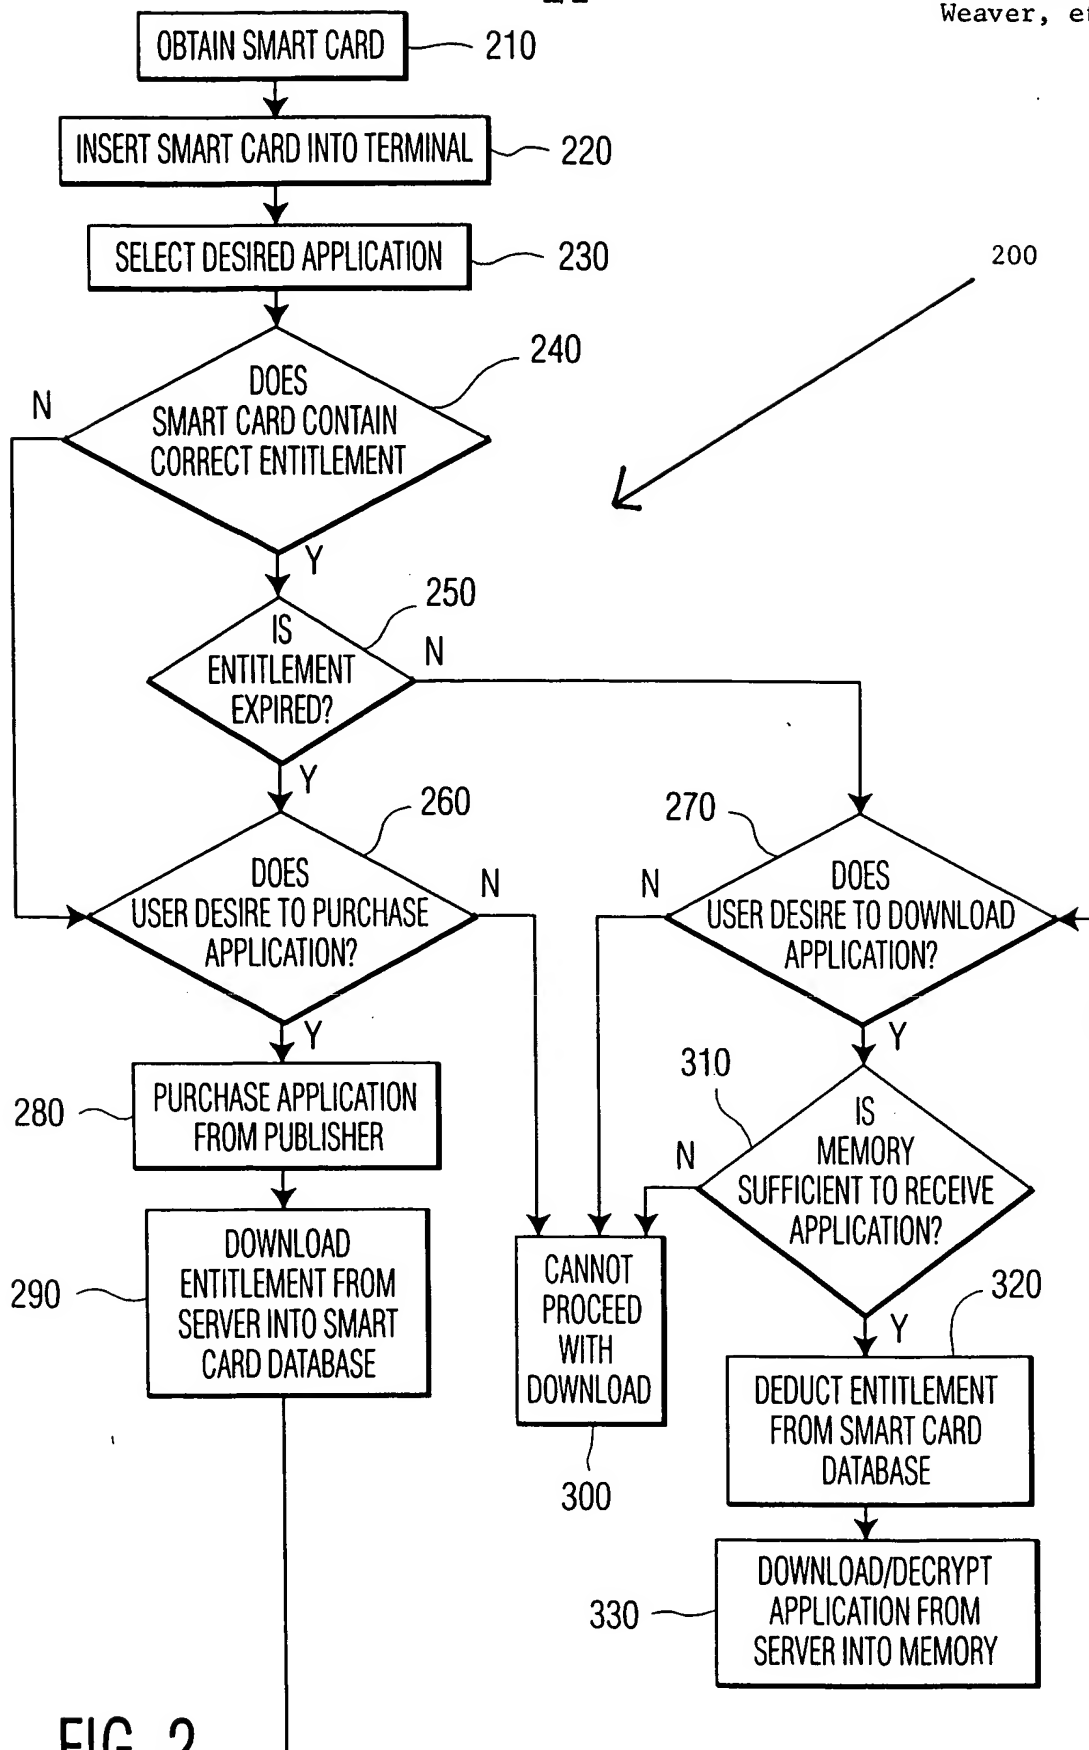 Weaver, et
OBTAIN SMART CARD
210
INSERT SMART CARD INTO TERMINAL
220
SELECT DESIRED APPLICATION
230
200
240
N
DOES
SMART CARD CONTAIN
CORRECT ENTITLEMENT
Y
250
IS
ENTITLEMENT
EXPIRED?
N
Y
260
DOES
USER DESIRE TO PURCHASE
APPLICATION?
N
Y
270
N
DOES
USER DESIRE TO DOWNLOAD
APPLICATION?
Y
280
PURCHASE APPLICATION
FROM PUBLISHER
310
N
IS
MEMORY
SUFFICIENT TO RECEIVE
APPLICATION?
Y
290
DOWNLOAD
ENTITLEMENT FROM
SERVER INTO SMART
CARD DATABASE
CANNOT
PROCEED
WITH
DOWNLOAD
300
320
DEDUCT ENTITLEMENT
FROM SMART CARD
DATABASE
330
DOWNLOAD/DECRYPT
APPLICATION FROM
SERVER INTO MEMORY
FIG. 2